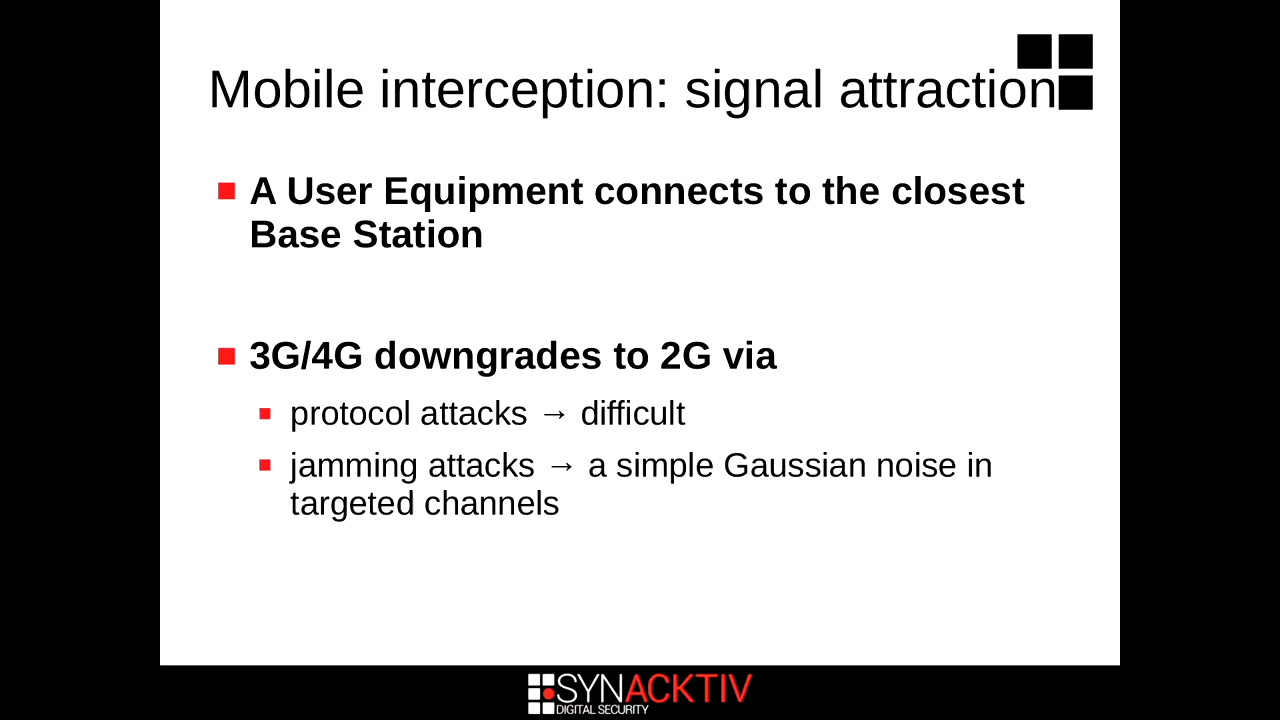 Mobile interception: signal attraction
A User Equipment connects to the closest
Base Station
3G/4G downgrades to 2G via
protocol attacks → difficult
jamming attacks → a simple Gaussian noise in
targeted channels
SYNACKTIV
DIGITAL SECURITY